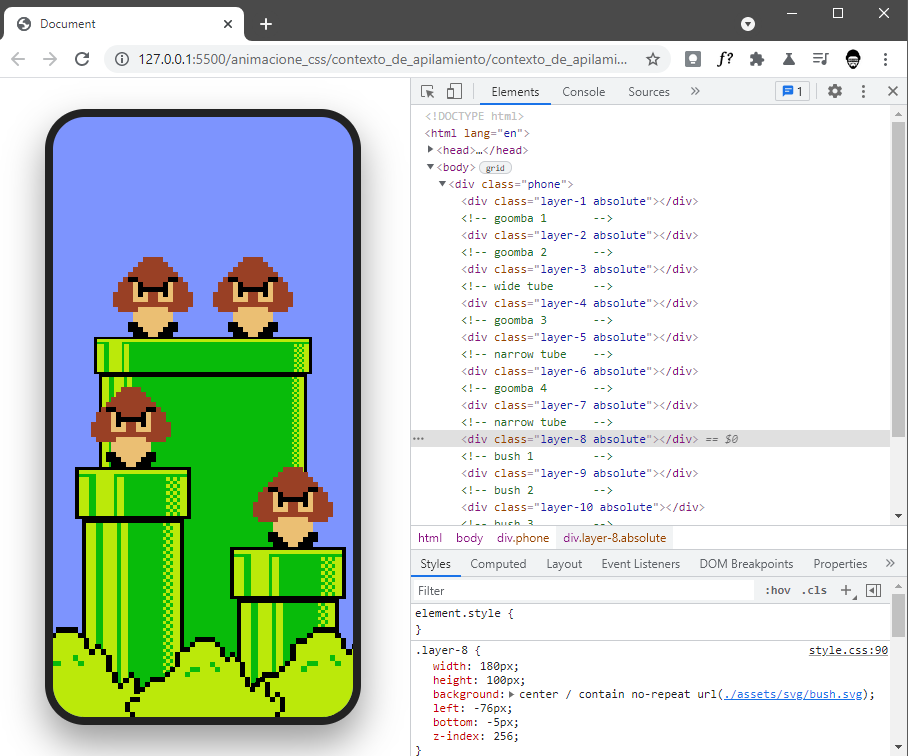 Document
127.0.0.1:5500/animacione_css/contexto_de_apilamiento/contexto_de_apilami...
f?
Elements Console Sources » 1
<!DOCTYPE html>
<html lang="en">
<head>…</head>
<body> grid
<div class="phone">
<div class="layer-1 absolute"></div>
<!-- goomba 1 -->
<div class="layer-2 absolute"></div>
<!-- goomba 2 -->
<div class="layer-3 absolute"></div>
<!-- wide tube -->
<div class="layer-4 absolute"></div>
<!-- goomba 3 -->
<div class="layer-5 absolute"></div>
<!-- narrow tube -->
<div class="layer-6 absolute"></div>
<!-- goomba 4 -->
<div class="layer-7 absolute"></div>
<!-- narrow tube -->
<div class="layer-8 absolute"></div> == $0
<!-- bush 1 -->
<div class="layer-9 absolute"></div>
<!-- bush 2 -->
<div class="layer-10 absolute"></div>
<!-- bush 3 -->
html body div.phone div.layer-8.absolute
Styles Computed Layout Event Listeners DOM Breakpoints Properties »
Filter :hov .cls +
element.style {
}
.layer-8 { style.css:90
width: 180px;
height: 100px;
background: center / contain no-repeat url(./assets/svg/bush.svg);
left: -76px;
bottom: -5px;
z-index: 256;
}